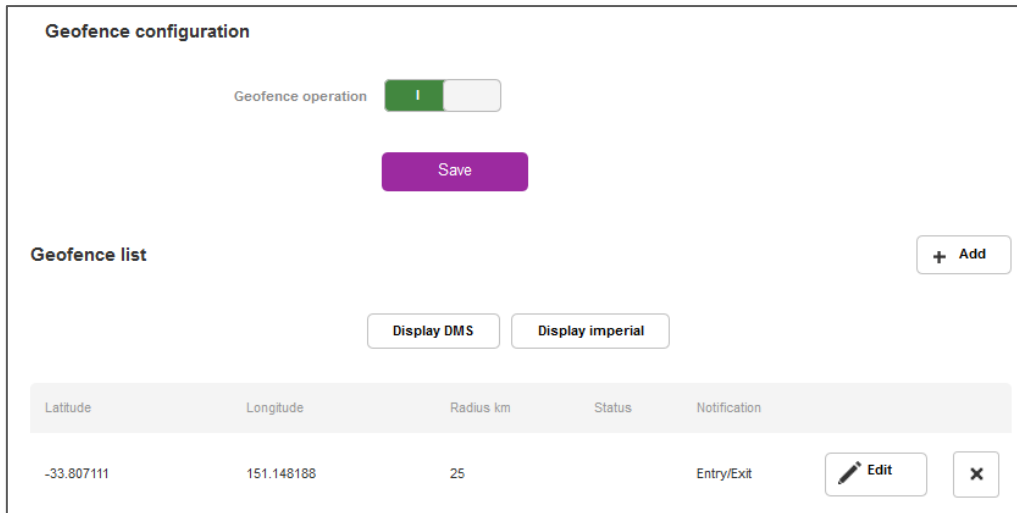 Geofence configuration
Geofence operation I
Save
Geofence list + Add
Display DMS Display imperial
Latitude Longitude Radius km Status Notification
-33.807111 151.148188 25 Entry/Exit Edit ×